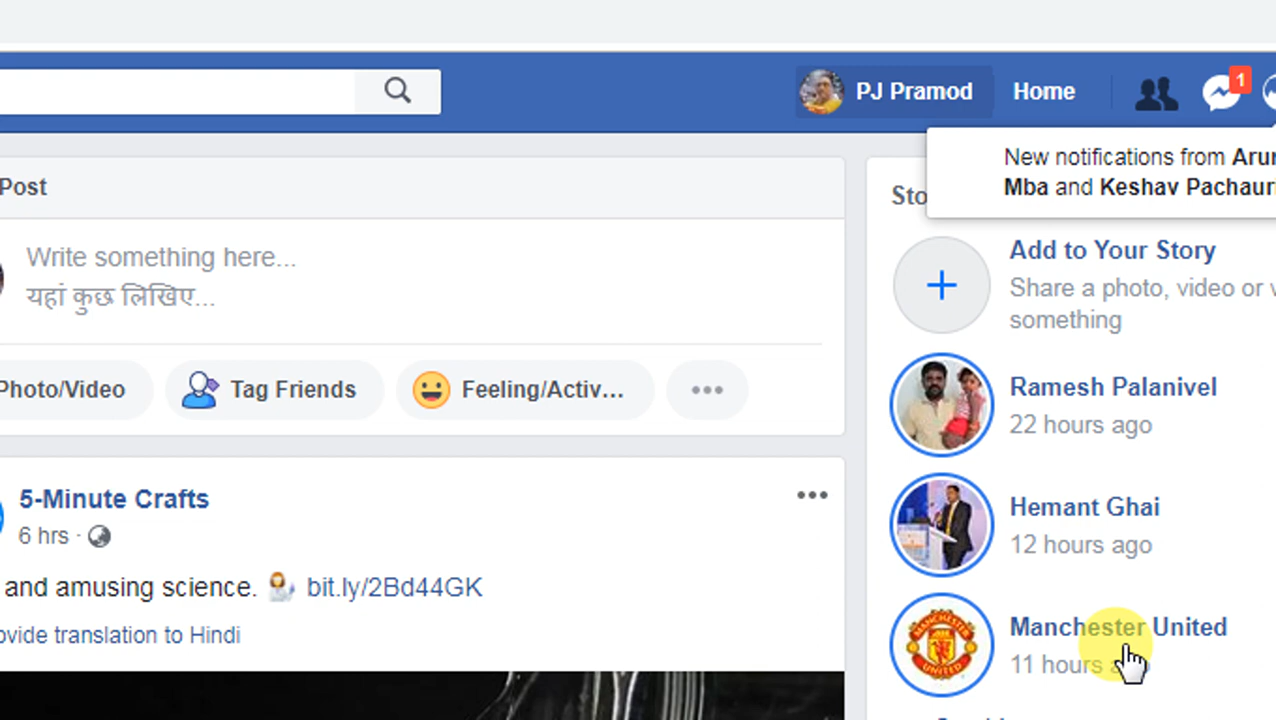 PJ Pramod
Home
1
New notifications from
Mba and Keshav
Post
Write something here...
यहां कुछ लिखिए...
Photo/Video
Tag Friends
Feeling/Activ...
5-Minute Crafts
6 hrs ·
and amusing science. bit.ly/2Bd44GK
translation to Hindi
Add to Your Story
Share a photo, video or
something
Ramesh Palanivel
22 hours ago
Hemant Ghai
12 hours ago
MANCHESTER
UNITED
Manchester United
11 hours ago